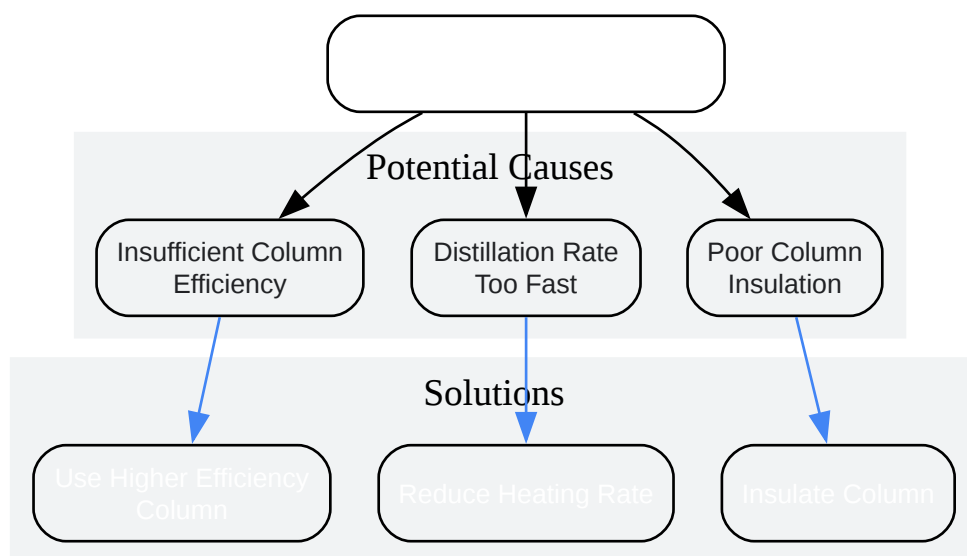 Potential Causes
Insufficient Column
Efficiency
Distillation Rate
Too Fast
Poor Column
Insulation
Solutions
Use Higher Efficiency
Column
Reduce Heating Rate
Insulate Column